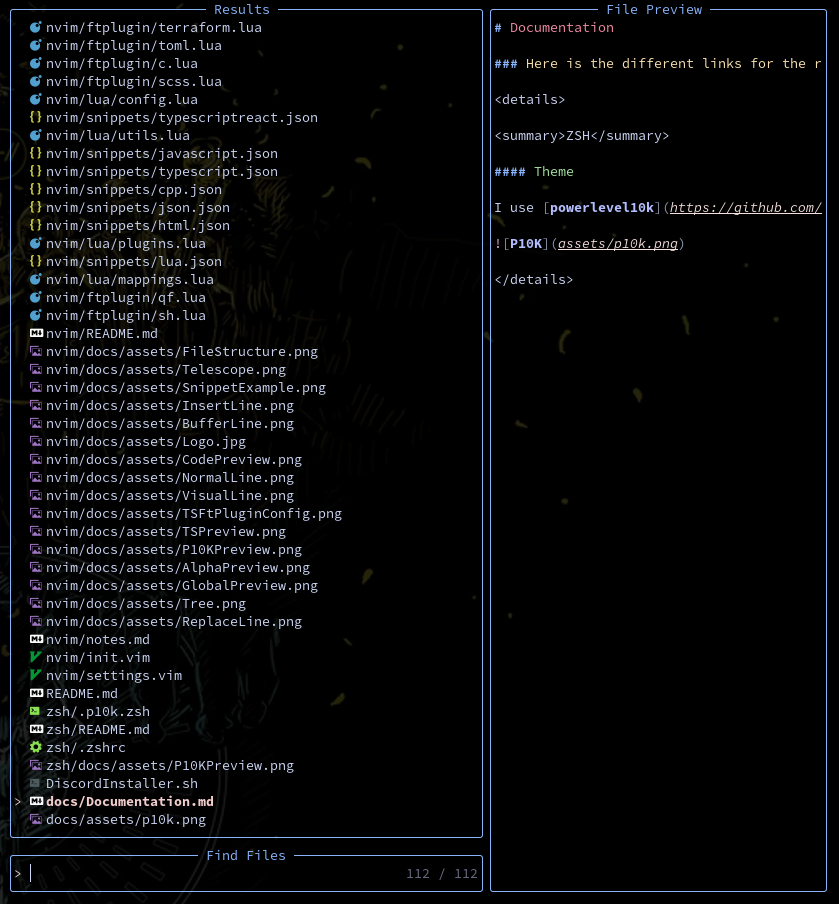 Results
nvim/ftplugin/terraform.lua
nvim/ftplugin/toml.lua
nvim/ftplugin/c.lua
nvim/ftplugin/scss.lua
nvim/lua/config.lua
nvim/snippets/typescriptreact.json
nvim/lua/utils.lua
nvim/snippets/javascript.json
nvim/snippets/typescript.json
nvim/snippets/cpp.json
nvim/snippets/json.json
nvim/snippets/html.json
nvim/lua/plugins.lua
nvim/snippets/lua.json
nvim/lua/mappings.lua
nvim/ftplugin/qf.lua
nvim/ftplugin/sh.lua
nvim/README.md
nvim/docs/assets/FileStructure.png
nvim/docs/assets/Telescope.png
nvim/docs/assets/SnippetExample.png
nvim/docs/assets/InsertLine.png
nvim/docs/assets/BufferLine.png
nvim/docs/assets/Logo.jpg
nvim/docs/assets/CodePreview.png
nvim/docs/assets/NormalLine.png
nvim/docs/assets/VisualLine.png
nvim/docs/assets/TSFtPluginConfig.png
nvim/docs/assets/TSPreview.png
nvim/docs/assets/P10KPreview.png
nvim/docs/assets/AlphaPreview.png
nvim/docs/assets/GlobalPreview.png
nvim/docs/assets/Tree.png
nvim/docs/assets/ReplaceLine.png
nvim/notes.md
nvim/init.vim
nvim/settings.vim
README.md
zsh/.p10k.zsh
zsh/README.md
zsh/.zshrc
zsh/docs/assets/P10KPreview.png
DiscordInstaller.sh
> docs/Documentation.md
docs/assets/p10k.png
Find Files
> 112 / 112
File Preview
# Documentation
### Here is the different links for the r
<details>
<summary>ZSH</summary>
#### Theme
I use [powerlevel10k](https://github.com/
![P10K](assets/p10k.png)
</details>